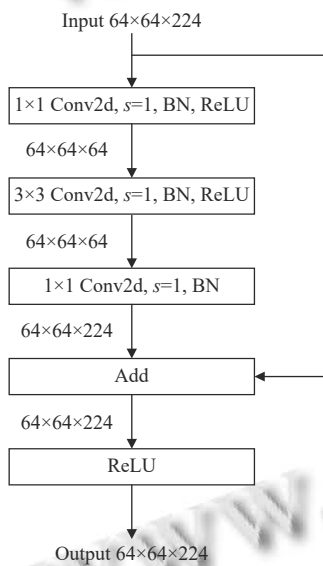 Input 64×64×224
1×1 Conv2d, s=1, BN, ReLU
64×64×64
3×3 Conv2d, s=1, BN, ReLU
64×64×64
1×1 Conv2d, s=1, BN
64×64×224
Add
64×64×224
ReLU
Output 64×64×224